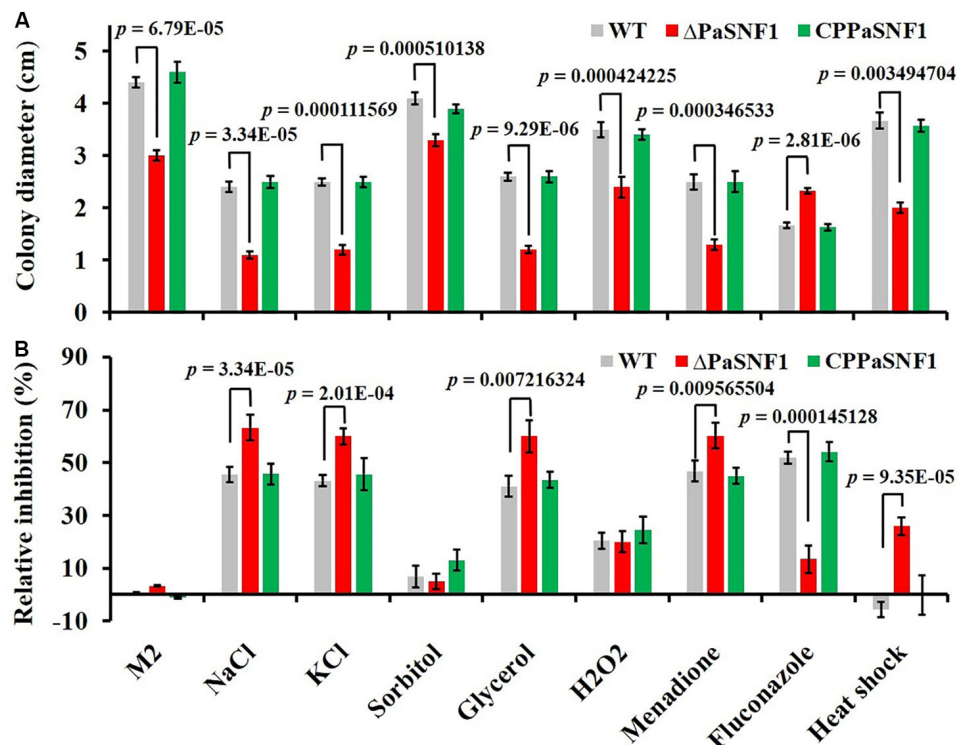 A
WT ΔPaSNF1 CPPaSNF1
Colony diameter (cm)
5
4
3
2
1
0
p = 6.79E-05
p = 3.34E-05
p = 0.000111569
p = 0.000510138
p = 9.29E-06
p = 0.000424225
p = 0.000346533
p = 2.81E-06
p = 0.003494704
B
WT ΔPaSNF1 CPPaSNF1
Relative inhibition (%)
90
70
50
30
10
-10
p = 3.34E-05
p = 2.01E-04
p = 0.007216324
p = 0.009565504
p = 0.000145128
p = 9.35E-05
M2
NaCl
KCl
Sorbitol
Glycerol
H2O2
Menadione
Fluconazole
Heat shock